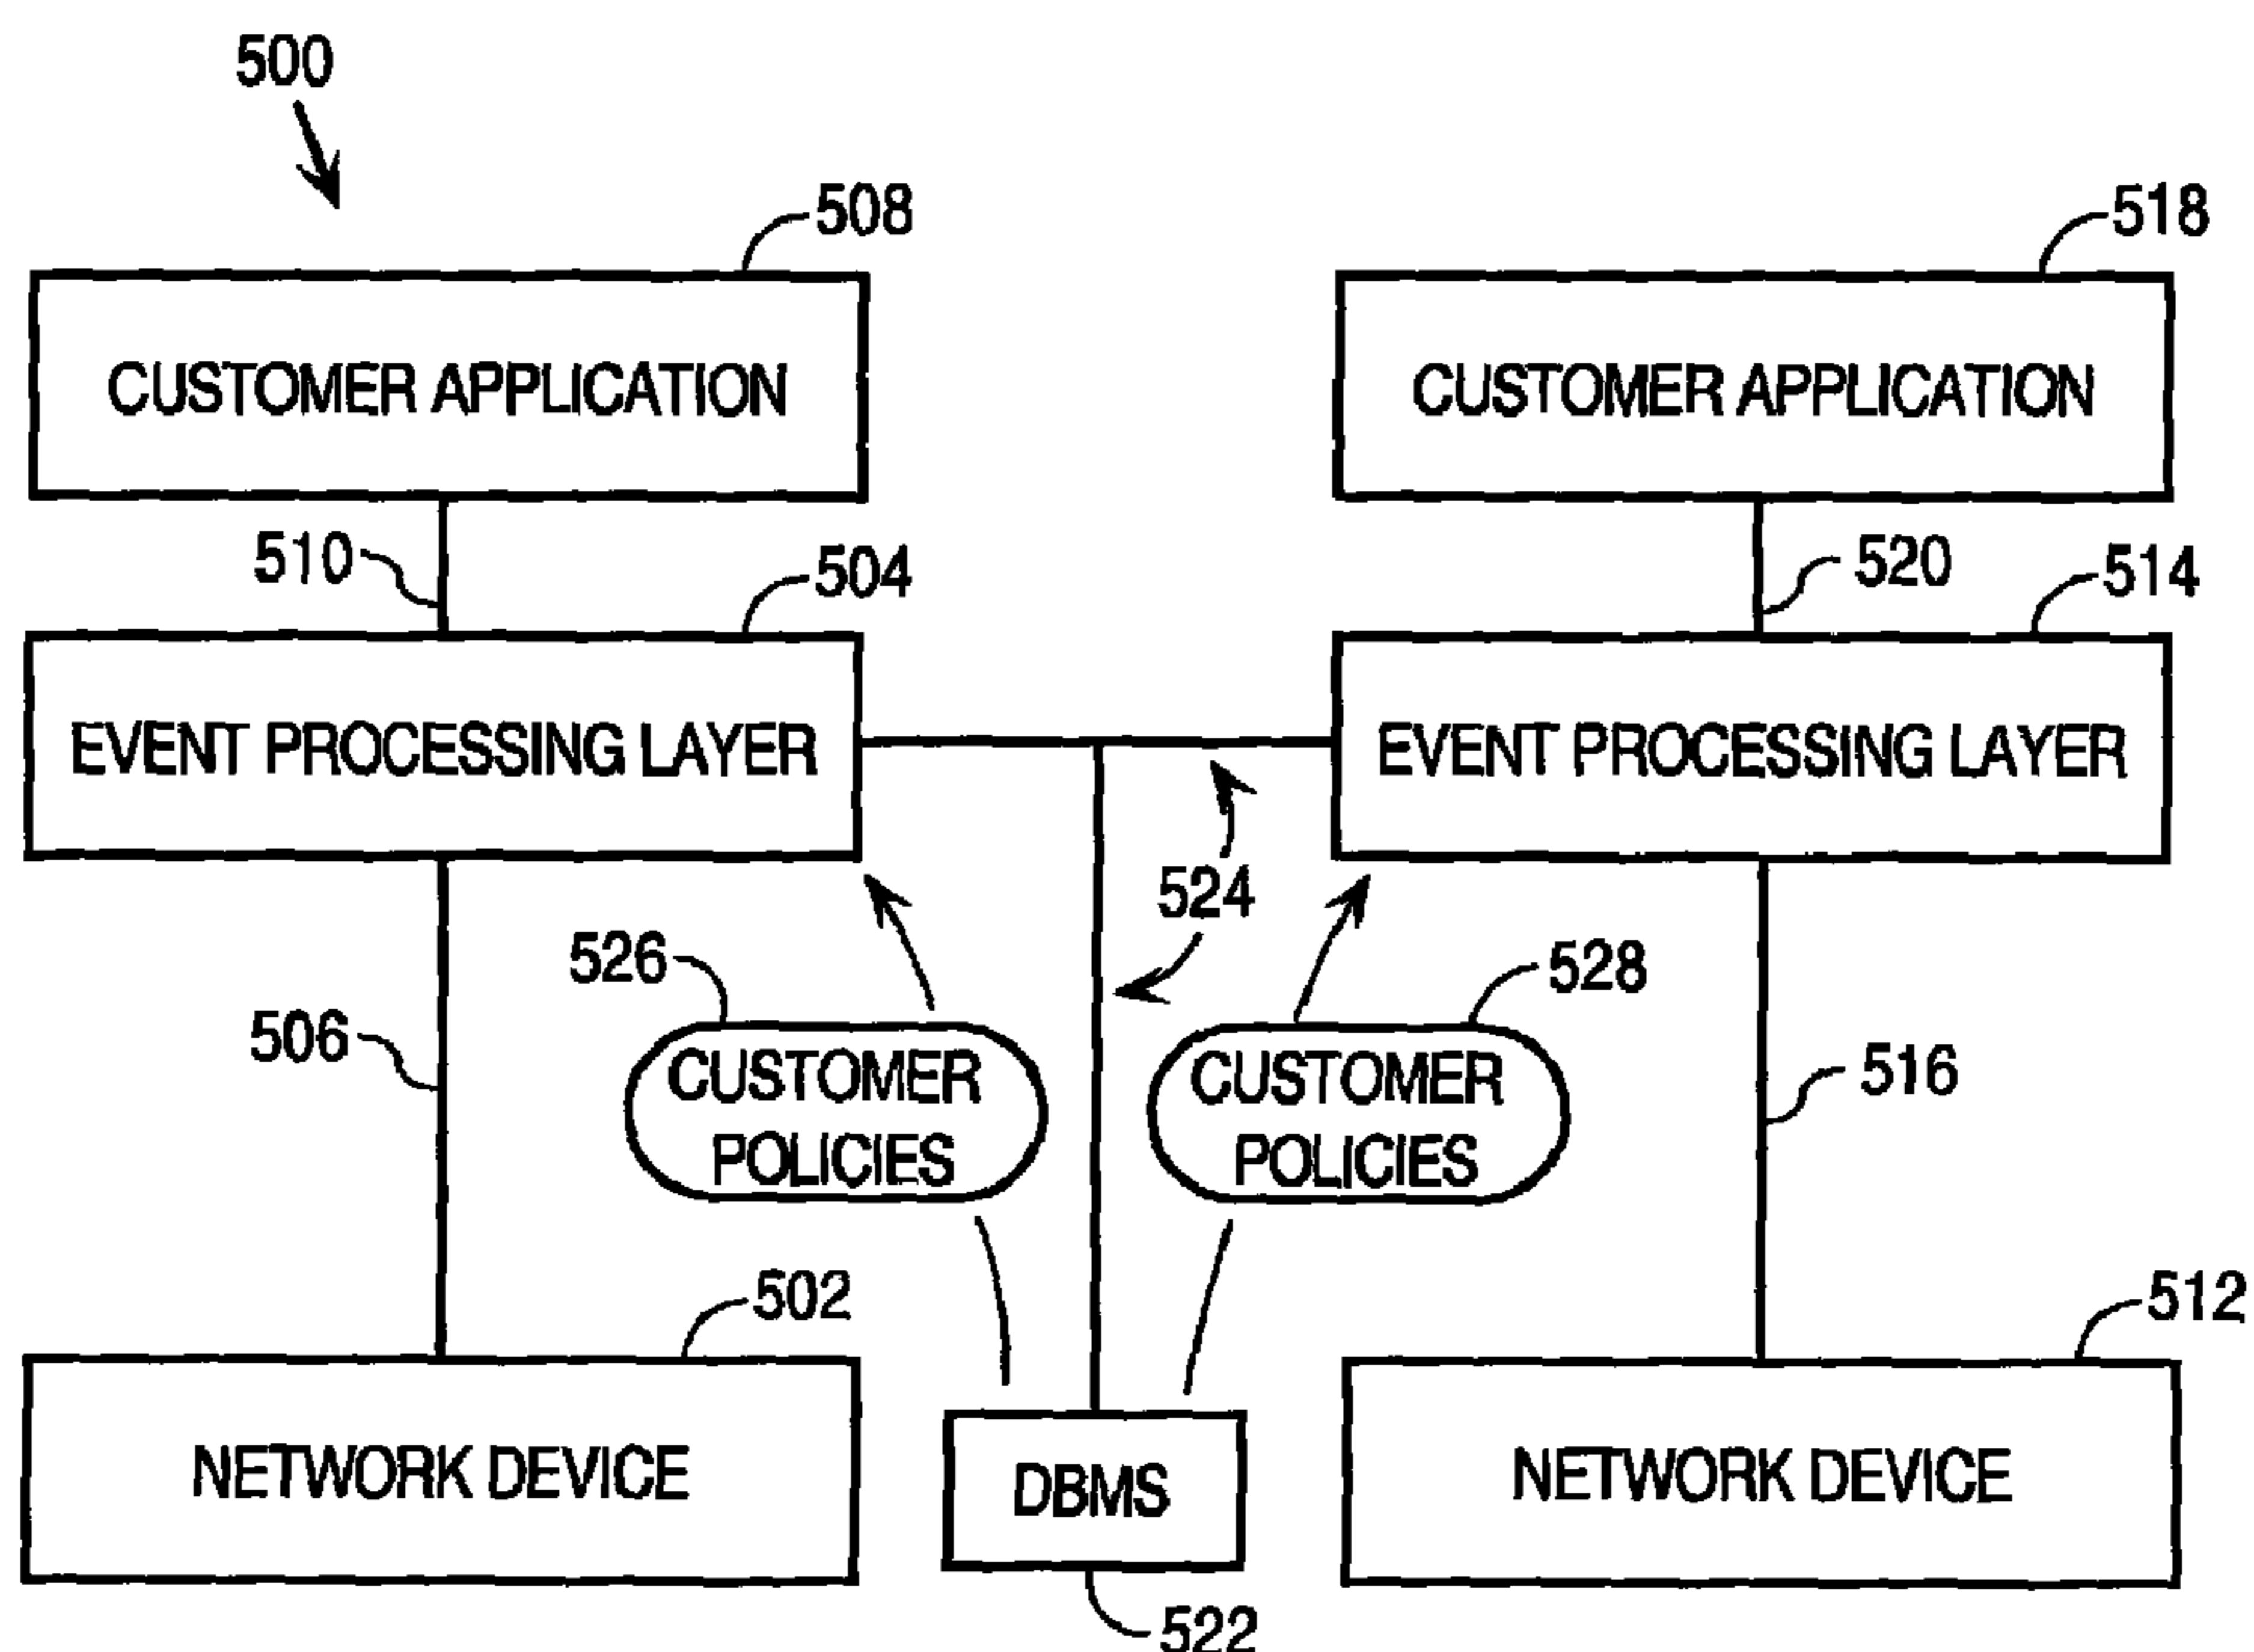 500
508
518
CUSTOMER APPLICATION
CUSTOMER APPLICATION
510
504
520
514
EVENT PROCESSING LAYER
EVENT PROCESSING LAYER
524
526
528
506
CUSTOMER
POLICIES
CUSTOMER
POLICIES
516
502
512
NETWORK DEVICE
DBMS
NETWORK DEVICE
522